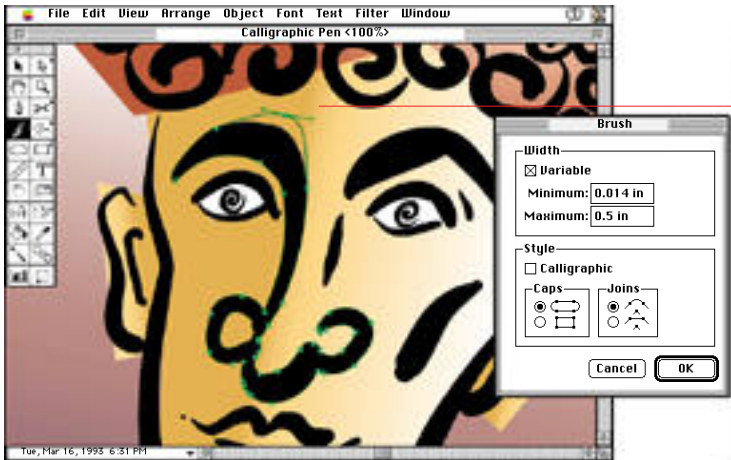 File Edit View Arrange Object Font Text Filter Window
Calligraphic Pen <100%>
T
Brush
Width
Variable
Minimum: 0.014 in
Maximum: 0.5 in
Style
Calligraphic
Caps
Joins
Cancel
OK
Tue, Mar 16, 1993 6:31 PM